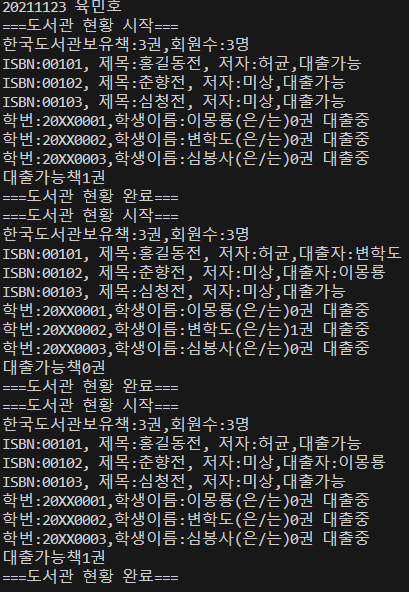 20211123 육민호
===도서관 현황 시작===
한국도서관보유책:3권,회원수:3명
ISBN:00101, 제목:홍길동전, 저자:허균,대출가능
ISBN:00102, 제목:춘향전, 저자:미상,대출가능
ISBN:00103, 제목:심청전, 저자:미상,대출가능
학번:20XX0001,학생이름:이몽룡(은/는)0권 대출중
학번:20XX0002,학생이름:변학도(은/는)0권 대출중
학번:20XX0003,학생이름:심봉사(은/는)0권 대출중
대출가능책1권
===도서관 현황 완료===
===도서관 현황 시작===
한국도서관보유책:3권,회원수:3명
ISBN:00101, 제목:홍길동전, 저자:허균,대출자:변학도
ISBN:00102, 제목:춘향전, 저자:미상,대출자:이몽룡
ISBN:00103, 제목:심청전, 저자:미상,대출가능
학번:20XX0001,학생이름:이몽룡(은/는)0권 대출중
학번:20XX0002,학생이름:변학도(은/는)1권 대출중
학번:20XX0003,학생이름:심봉사(은/는)0권 대출중
대출가능책0권
===도서관 현황 완료===
===도서관 현황 시작===
한국도서관보유책:3권,회원수:3명
ISBN:00101, 제목:홍길동전, 저자:허균,대출가능
ISBN:00102, 제목:춘향전, 저자:미상,대출자:이몽룡
ISBN:00103, 제목:심청전, 저자:미상,대출가능
학번:20XX0001,학생이름:이몽룡(은/는)0권 대출중
학번:20XX0002,학생이름:변학도(은/는)0권 대출중
학번:20XX0003,학생이름:심봉사(은/는)0권 대출중
대출가능책1권
===도서관 현황 완료===